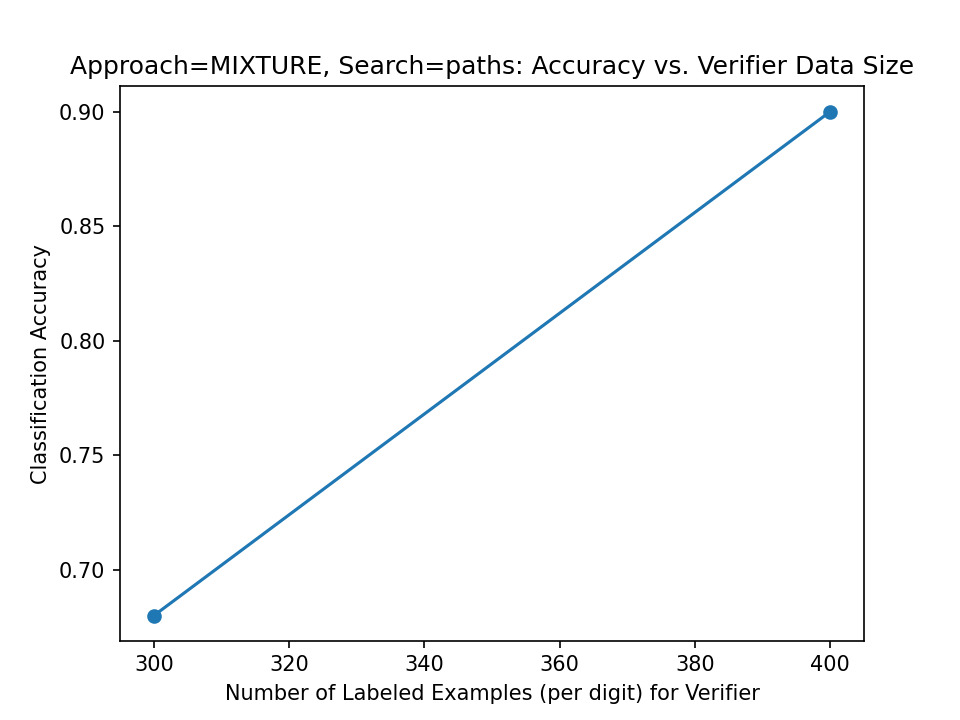 Approach=MIXTURE, Search=paths: Accuracy vs. Verifier Data Size
0.90
0.85
0.80
0.75
0.70
Classification Accuracy
300 320 340 360 380 400
Number of Labeled Examples (per digit) for Verifier